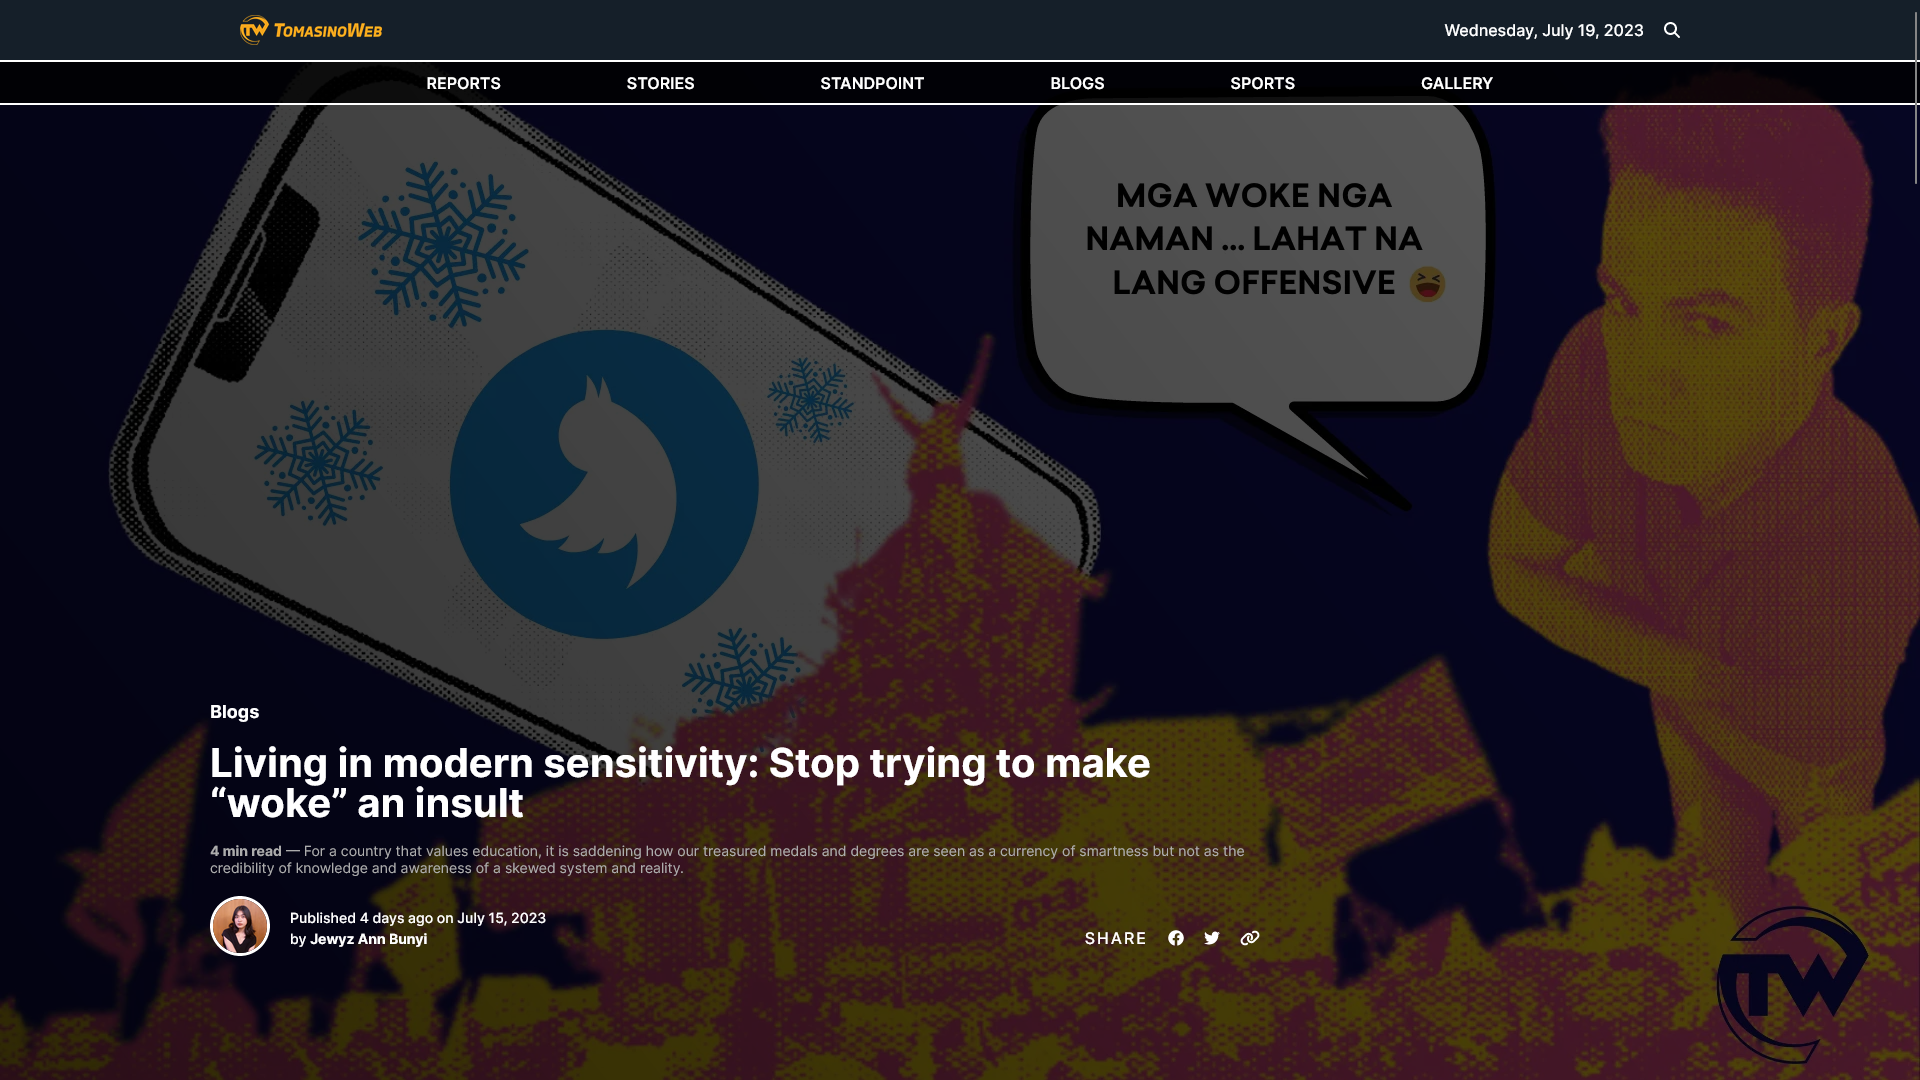 TW TOMASINOWEB
Wednesday, July 19, 2023
REPORTS STORIES STANDPOINT BLOGS SPORTS GALLERY
MGA WOKE NGA
NAMAN ... LAHAT NA
LANG OFFENSIVE 😆
Blogs
Living in modern sensitivity: Stop trying to make
“woke” an insult
4 min read — For a country that values education, it is saddening how our treasured medals and degrees are seen as a currency of smartness but not as the
credibility of knowledge and awareness of a skewed system and reality.
Published 4 days ago on July 15, 2023
by Jewyz Ann Bunyi
SHARE
TW